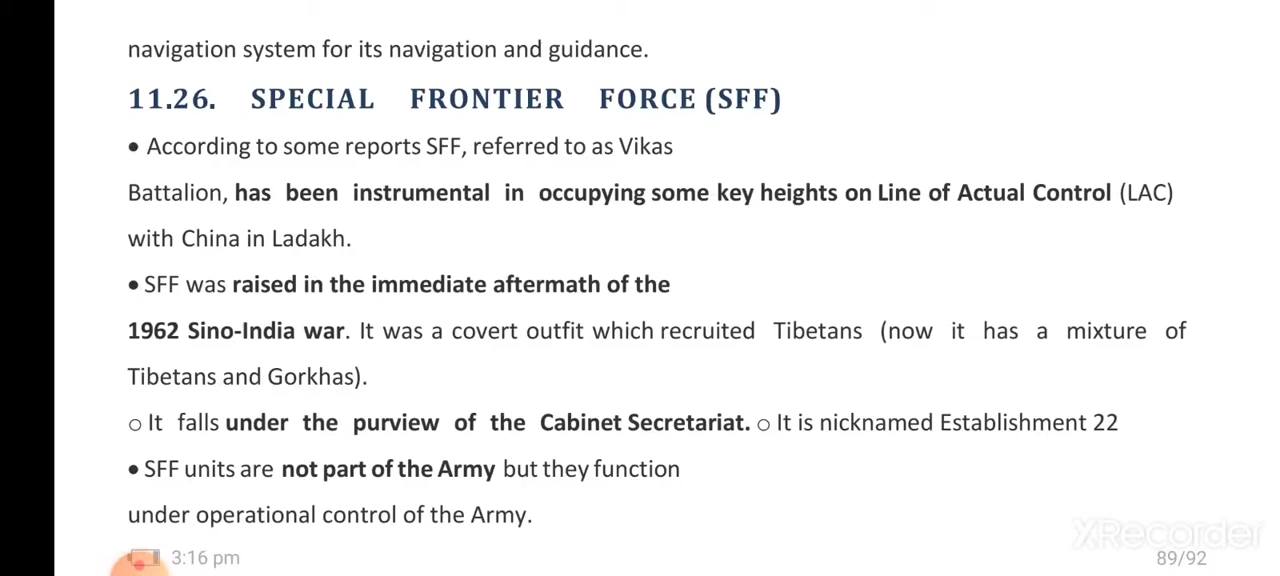 navigation system for its navigation and guidance.
11.26. SPECIAL FRONTIER FORCE (SFF)
• According to some reports SFF, referred to as Vikas
Battalion, has been instrumental in occupying some key heights on Line of Actual Control (LAC)
with China in Ladakh.
• SFF was raised in the immediate aftermath of the
1962 Sino-India war. It was a covert outfit which recruited Tibetans (now it has a mixture of
Tibetans and Gorkhas).
○ It falls under the purview of the Cabinet Secretariat. ○ It is nicknamed Establishment 22
• SFF units are not part of the Army but they function
under operational control of the Army.
XRecorder
3:16 pm
89/92